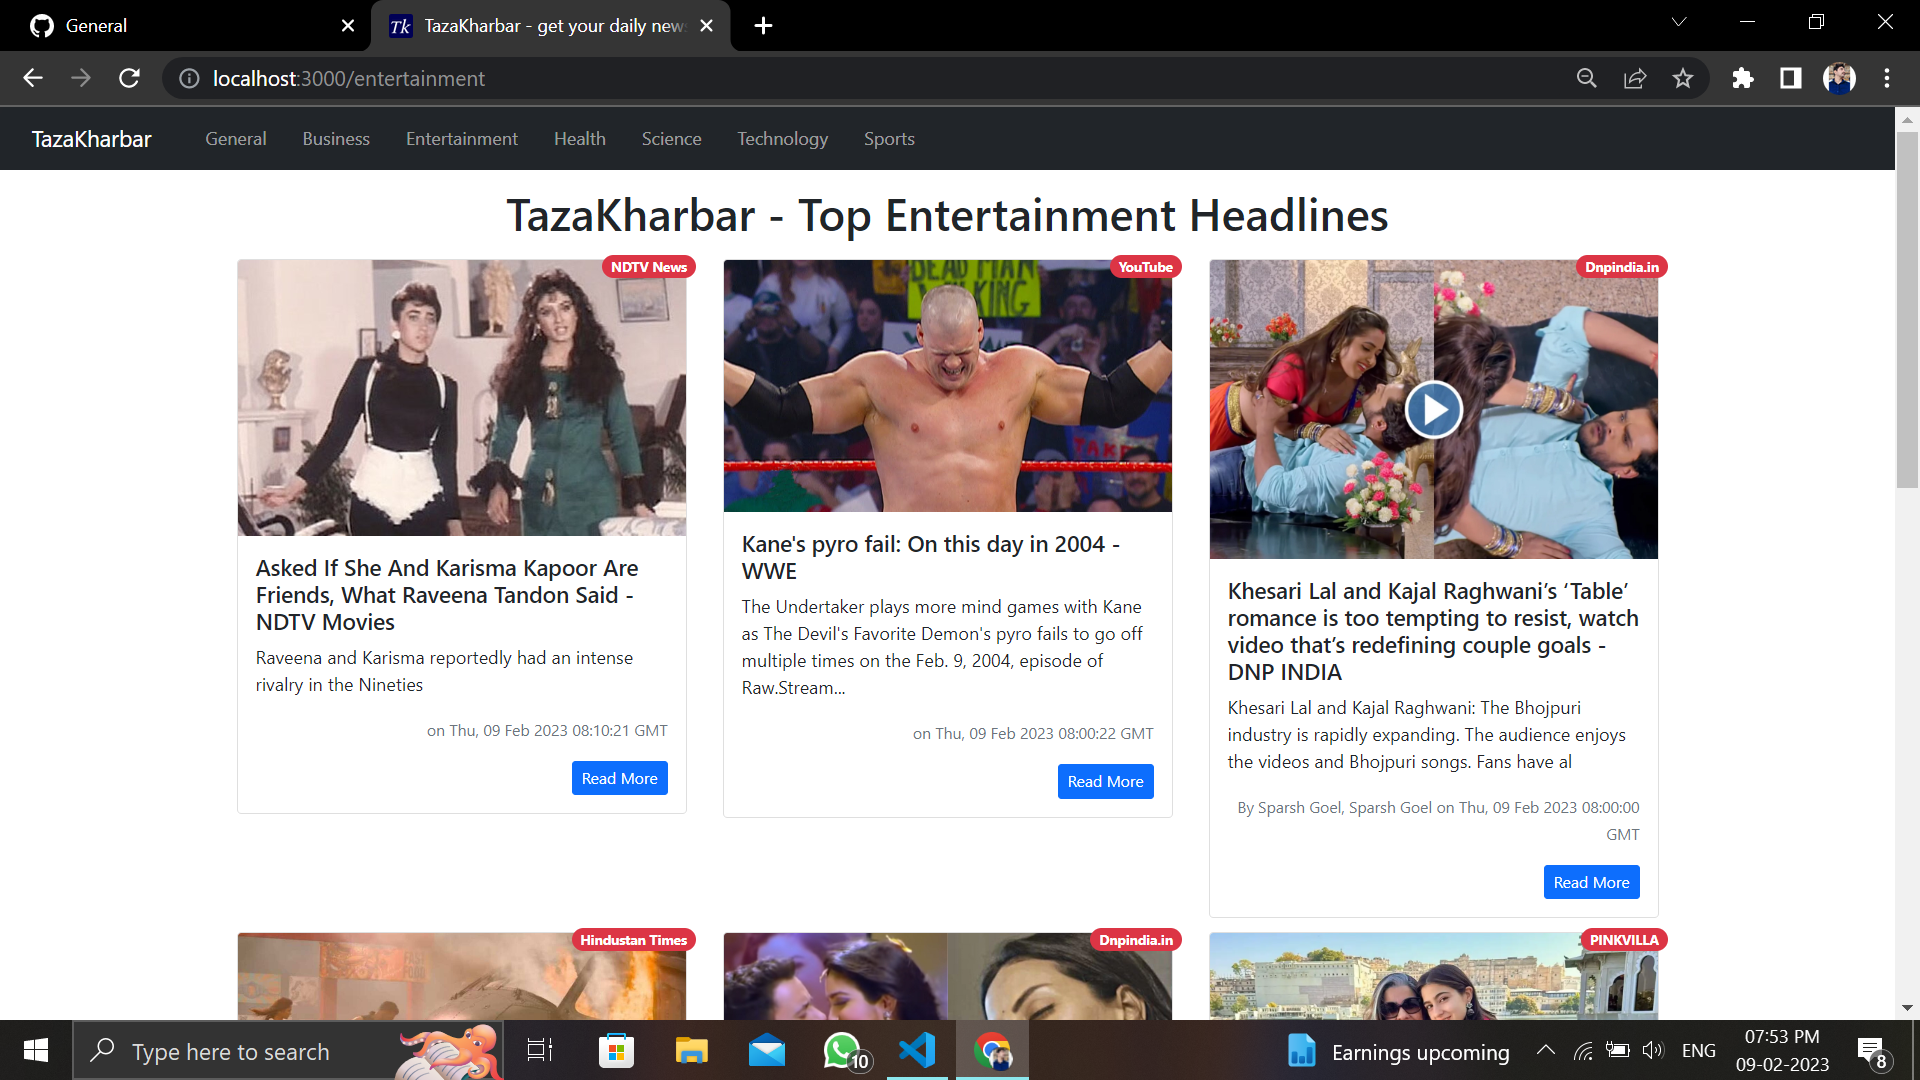 General
TazaKharbar - get your daily new
localhost:3000/entertainment
TazaKharbar General Business Entertainment Health Science Technology Sports
TazaKharbar - Top Entertainment Headlines
NDTV News
Asked If She And Karisma Kapoor Are
Friends, What Raveena Tandon Said -
NDTV Movies
Raveena and Karisma reportedly had an intense
rivalry in the Nineties
on Thu, 09 Feb 2023 08:10:21 GMT
Read More
YouTube
DEAD MAN
WALKING
Kane's pyro fail: On this day in 2004 -
WWE
The Undertaker plays more mind games with Kane
as The Devil's Favorite Demon's pyro fails to go off
multiple times on the Feb. 9, 2004, episode of
Raw.Stream...
on Thu, 09 Feb 2023 08:00:22 GMT
Read More
Dnpindia.in
Khesari Lal and Kajal Raghwani’s ‘Table’
romance is too tempting to resist, watch
video that’s redefining couple goals -
DNP INDIA
Khesari Lal and Kajal Raghwani: The Bhojpuri
industry is rapidly expanding. The audience enjoys
the videos and Bhojpuri songs. Fans have al
By Sparsh Goel, Sparsh Goel on Thu, 09 Feb 2023 08:00:00
GMT
Read More
Hindustan Times
Dnpindia.in
PINKVILLA
Type here to search
10
Earnings upcoming
ENG
07:53 PM
09-02-2023
8